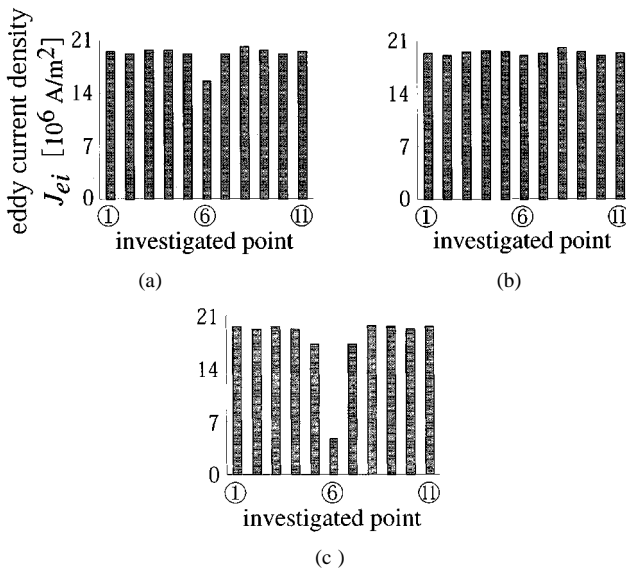 eddy current density
J_ei [10^6 A/m^2]
21
14
7
0
① ⑥ ⑪
investigated point
(a)
21
14
7
0
① ⑥ ⑪
investigated point
(b)
21
14
7
0
① ⑥ ⑪
investigated point
(c )